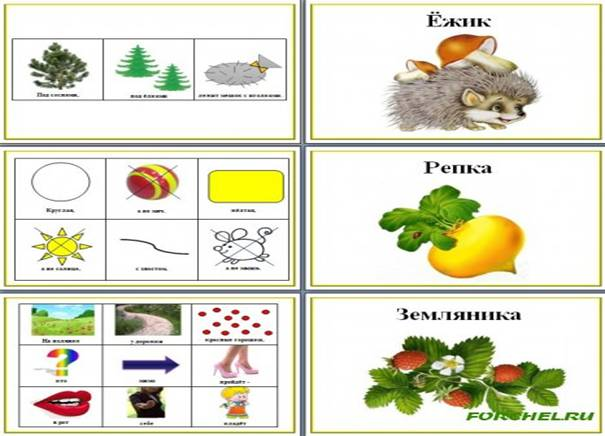 Под соснами,
под ёлками
лежит мешок с иголками.
Ёжик
Круглая,
а не мяч.
жёлтая,
а не солнце,
с хвостом,
а не мышь.
Репка
На полянке
у дорожек
красные горошки,
кто
мимо
пройдёт -
в рот
себе
кладёт
Земляника
FORCHEL.RU